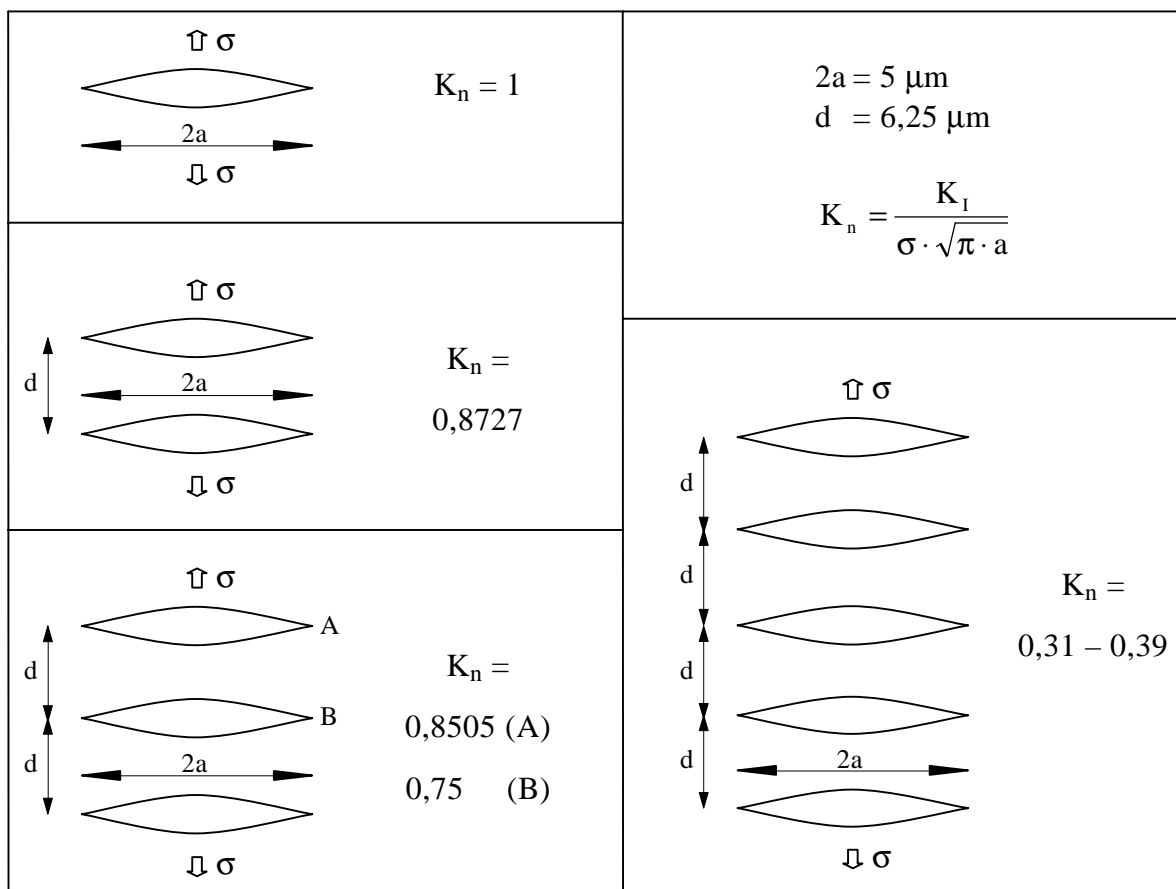 σ
K_n = 1
2a
σ
2a = 5 μm
d = 6,25 μm
K_n = K_I / σ · √π · a
σ
d
2a
K_n =
0,8727
σ
σ
A
d
B
K_n =
0,8505 (A)
d
2a
0,75 (B)
σ
σ
d
d
K_n =
0,31 – 0,39
d
d
2a
σ